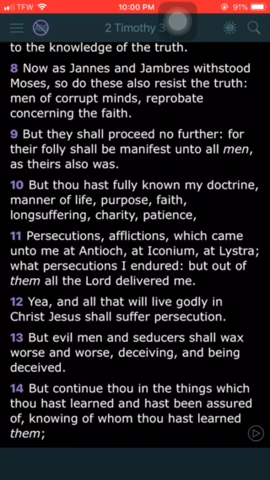 TFW
10:00 PM
91%
2 Timothy 3
to the knowledge of the truth.
8 Now as Jannes and Jambres withstood
Moses, so do these also resist the truth:
men of corrupt minds, reprobate
concerning the faith.
9 But they shall proceed no further: for
their folly shall be manifest unto all men,
as theirs also was.
10 But thou hast fully known my doctrine,
manner of life, purpose, faith,
longsuffering, charity, patience,
11 Persecutions, afflictions, which came
unto me at Antioch, at Iconium, at Lystra;
what persecutions I endured: but out of
them all the Lord delivered me.
12 Yea, and all that will live godly in
Christ Jesus shall suffer persecution.
13 But evil men and seducers shall wax
worse and worse, deceiving, and being
deceived.
14 But continue thou in the things which
thou hast learned and hast been assured
of, knowing of whom thou hast learned
them;